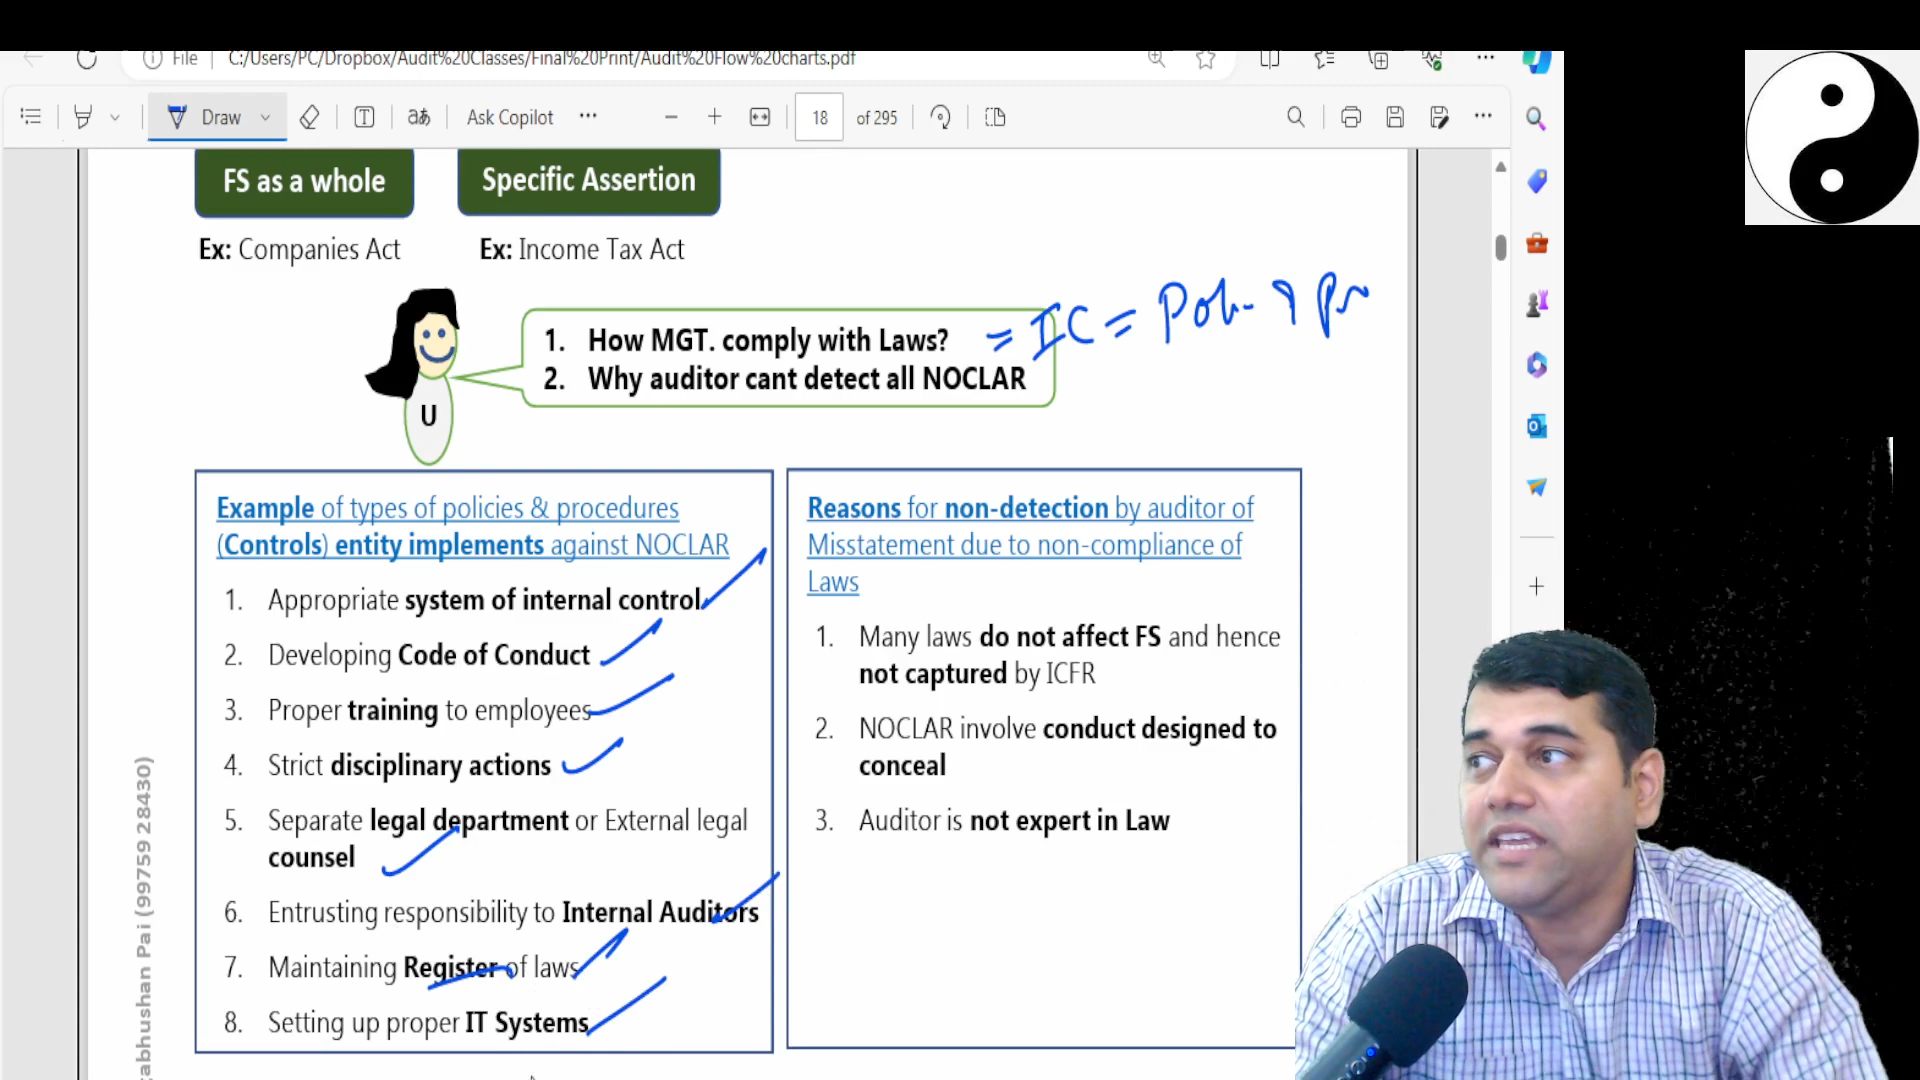 File | C:/Users/PC/Dropbox/Audit%20Classes/Final%20Print/Audit%20Flow%20charts.pdf
Draw
T
aあ
Ask Copilot
18 of 295
FS as a whole
Specific Assertion
Ex: Companies Act
Ex: Income Tax Act
1. How MGT. comply with Laws?
= IC =
2. Why auditor cant detect all NOCLAR
U
Example of types of policies & procedures
(Controls) entity implements against NOCLAR
1. Appropriate system of internal control
2. Developing Code of Conduct
3. Proper training to employees
4. Strict disciplinary actions
5. Separate legal department or External legal
counsel
6. Entrusting responsibility to Internal Auditors
7. Maintaining Register of laws
8. Setting up proper IT Systems
Reasons for non-detection by auditor of
Misstatement due to non-compliance of
Laws
1. Many laws do not affect FS and hence
not captured by ICFR
2. NOCLAR involve conduct designed to
conceal
3. Auditor is not expert in Law
Pai (99759 28430)